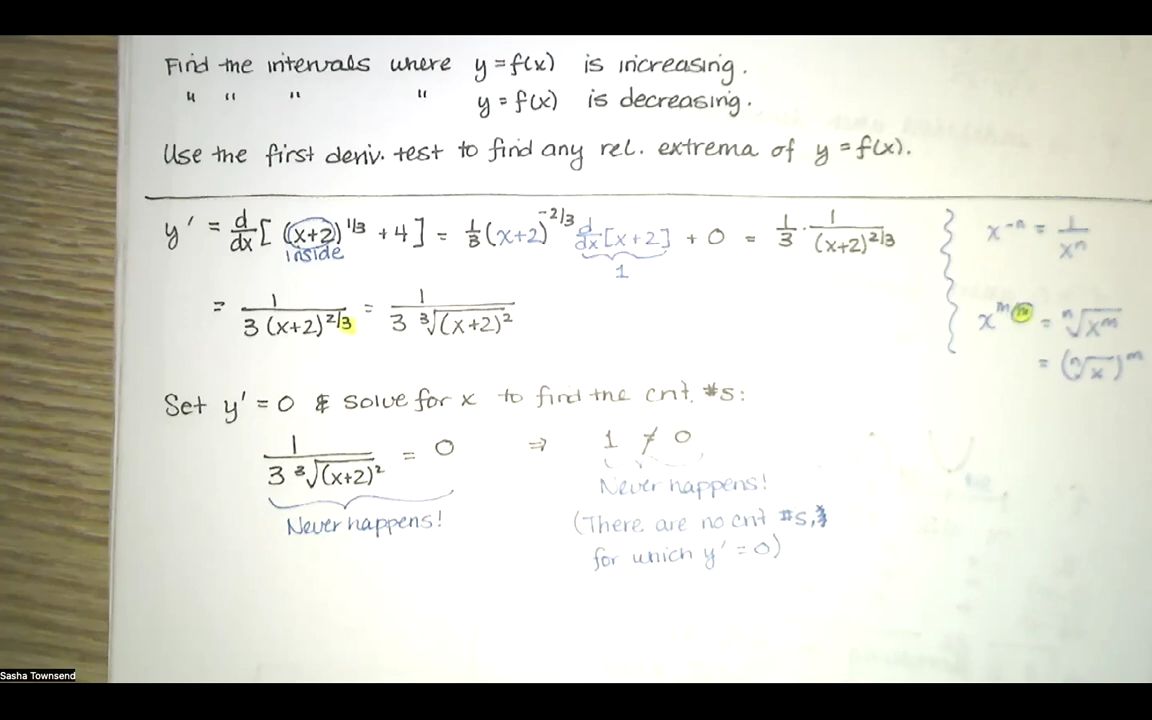 Find the intervals where y = f(x) is increasing.
" " " " y = f(x) is decreasing.
Use the first deriv. test to find any rel. extrema of y = f(x).
y' = d/dx [ (x+2)^1/3 + 4 ] = 1/3 (x+2)^-2/3 d/dx [x+2] + 0 = 1/3 · 1/(x+2)^2/3
inside
1
x^-n = 1/x^n
= 1/(3 (x+2)^2/3) = 1/(3 ∛(x+2)^2)
x^m/n = ⁿ√x^m
= (ⁿ√x)^m
Set y' = 0 & solve for x to find the crit. #s:
1/(3 ∛(x+2)^2) = 0 ⇒ 1 ≠ 0
Never happens!
Never happens!
(There are no crit #s,
for which y' = 0)
Sasha Townsend